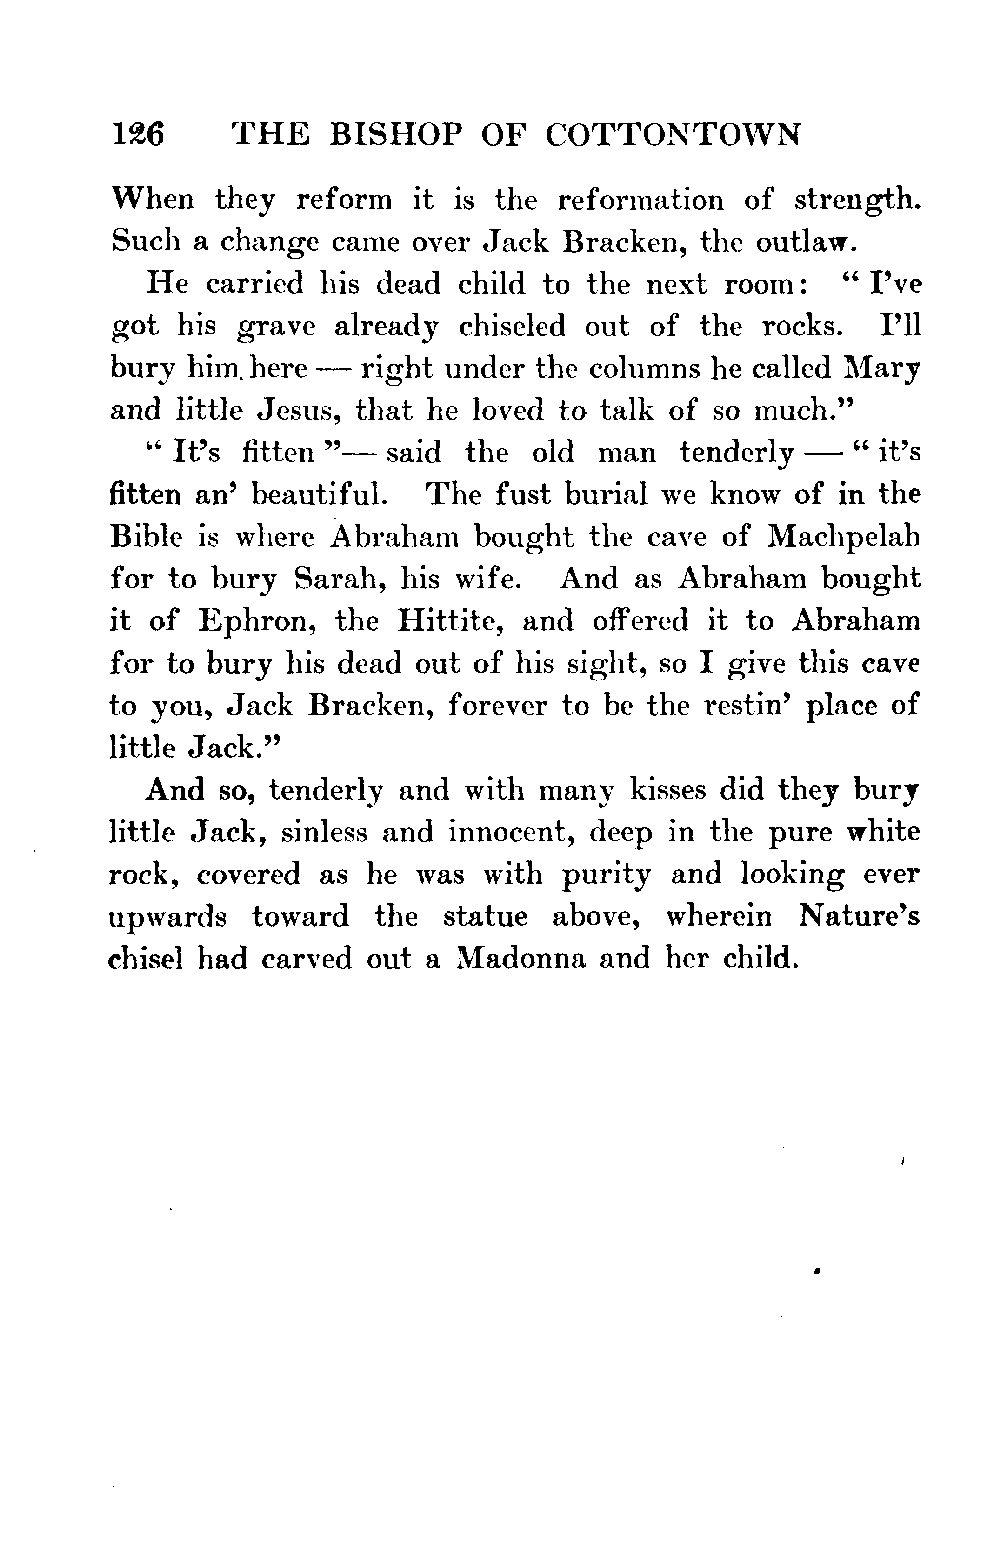 126 THE BISHOP OF COTTONTOWN
When they reform it is the reformation of strength.
Such a change came over Jack Bracken, the outlaw.
He carried his dead child to the next room: "I've
got his grave already chiseled out of the rocks. I'll
bury him here — right under the columns he called Mary
and little Jesus, that he loved to talk of so much."
"It's fitten"— said the old man tenderly — "it's
fitten an' beautiful. The fust burial we know of in the
Bible is where Abraham bought the cave of Machpelah
for to bury Sarah, his wife. And as Abraham bought
it of Ephron, the Hittite, and offered it to Abraham
for to bury his dead out of his sight, so I give this cave
to you, Jack Bracken, forever to be the restin' place of
little Jack."
And so, tenderly and with many kisses did they bury
little Jack, sinless and innocent, deep in the pure white
rock, covered as he was with purity and looking ever
upwards toward the statue above, wherein Nature's
chisel had carved out a Madonna and her child.